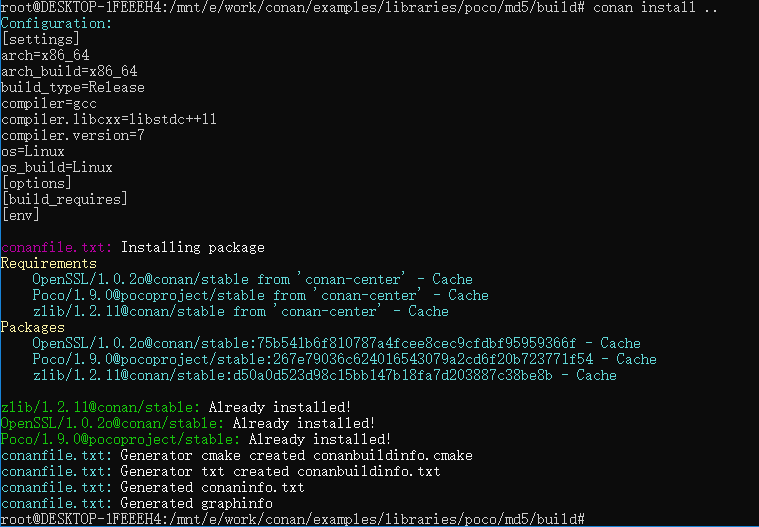 root@DESKTOP-1FEEEH4:/mnt/e/work/conan/examples/libraries/poco/md5/build# conan install ..
Configuration:
[settings]
arch=x86_64
arch_build=x86_64
build_type=Release
compiler=gcc
compiler.libcxx=libstdc++11
compiler.version=7
os=Linux
os_build=Linux
[options]
[build_requires]
[env]
conanfile.txt: Installing package
Requirements
OpenSSL/1.0.2o@conan/stable from 'conan-center' - Cache
Poco/1.9.0@pocoproject/stable from 'conan-center' - Cache
zlib/1.2.11@conan/stable from 'conan-center' - Cache
Packages
OpenSSL/1.0.2o@conan/stable:75b541b6f810787a4fcee8cec9cfdbf95959366f - Cache
Poco/1.9.0@pocoproject/stable:267e79036c624016543079a2cd6f20b723771f54 - Cache
zlib/1.2.11@conan/stable:d50a0d523d98c15bb147b18fa7d203887c38be8b - Cache
zlib/1.2.11@conan/stable: Already installed!
OpenSSL/1.0.2o@conan/stable: Already installed!
Poco/1.9.0@pocoproject/stable: Already installed!
conanfile.txt: Generator cmake created conanbuildinfo.cmake
conanfile.txt: Generator txt created conanbuildinfo.txt
conanfile.txt: Generated conaninfo.txt
conanfile.txt: Generated graphinfo
root@DESKTOP-1FEEEH4:/mnt/e/work/conan/examples/libraries/poco/md5/build#